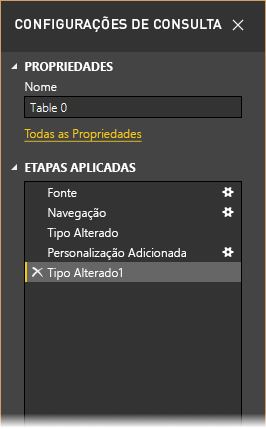 CONFIGURAÇÕES DE CONSULTA
PROPRIEDADES
Nome
Table 0
Todas as Propriedades
ETAPAS APLICADAS
Fonte
Navegação
Tipo Alterado
Personalização Adicionada
Tipo Alterado1